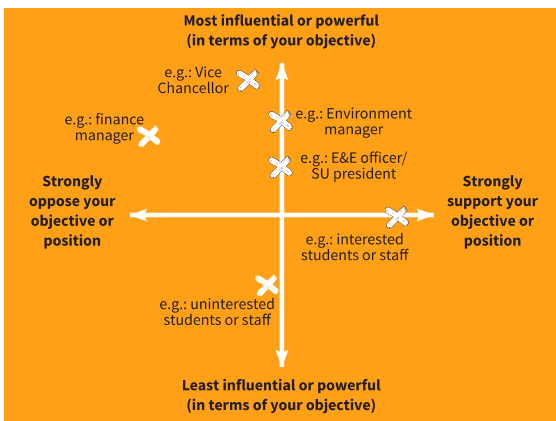 Most influential or powerful
(in terms of your objective)
e.g.: Vice
Chancellor
e.g.: finance
manager
e.g.: Environment
manager
e.g.: E&E officer/
SU president
Strongly
oppose your
objective or
position
Strongly
support your
objective or
position
e.g.: interested
students or staff
e.g.: uninterested
students or staff
Least influential or powerful
(in terms of your objective)